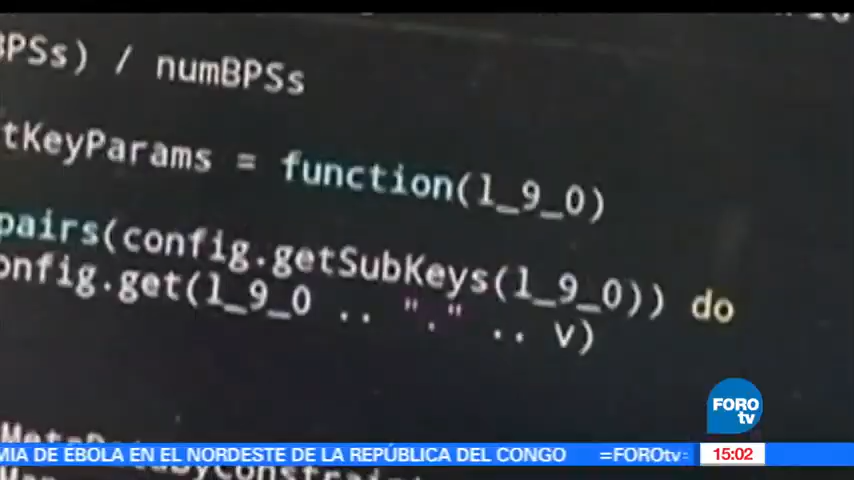 BPSs) / numBPSs
tKeyParams = function(l_9_0)
pairs(config.getSubKeys(l_9_0)) do
onfig.get(l_9_0 .. "." .. v)
FORO
tv
MIA DE ÉBOLA EN EL NORDESTE DE LA REPÚBLICA DEL CONGO =FOROtv= 15:02